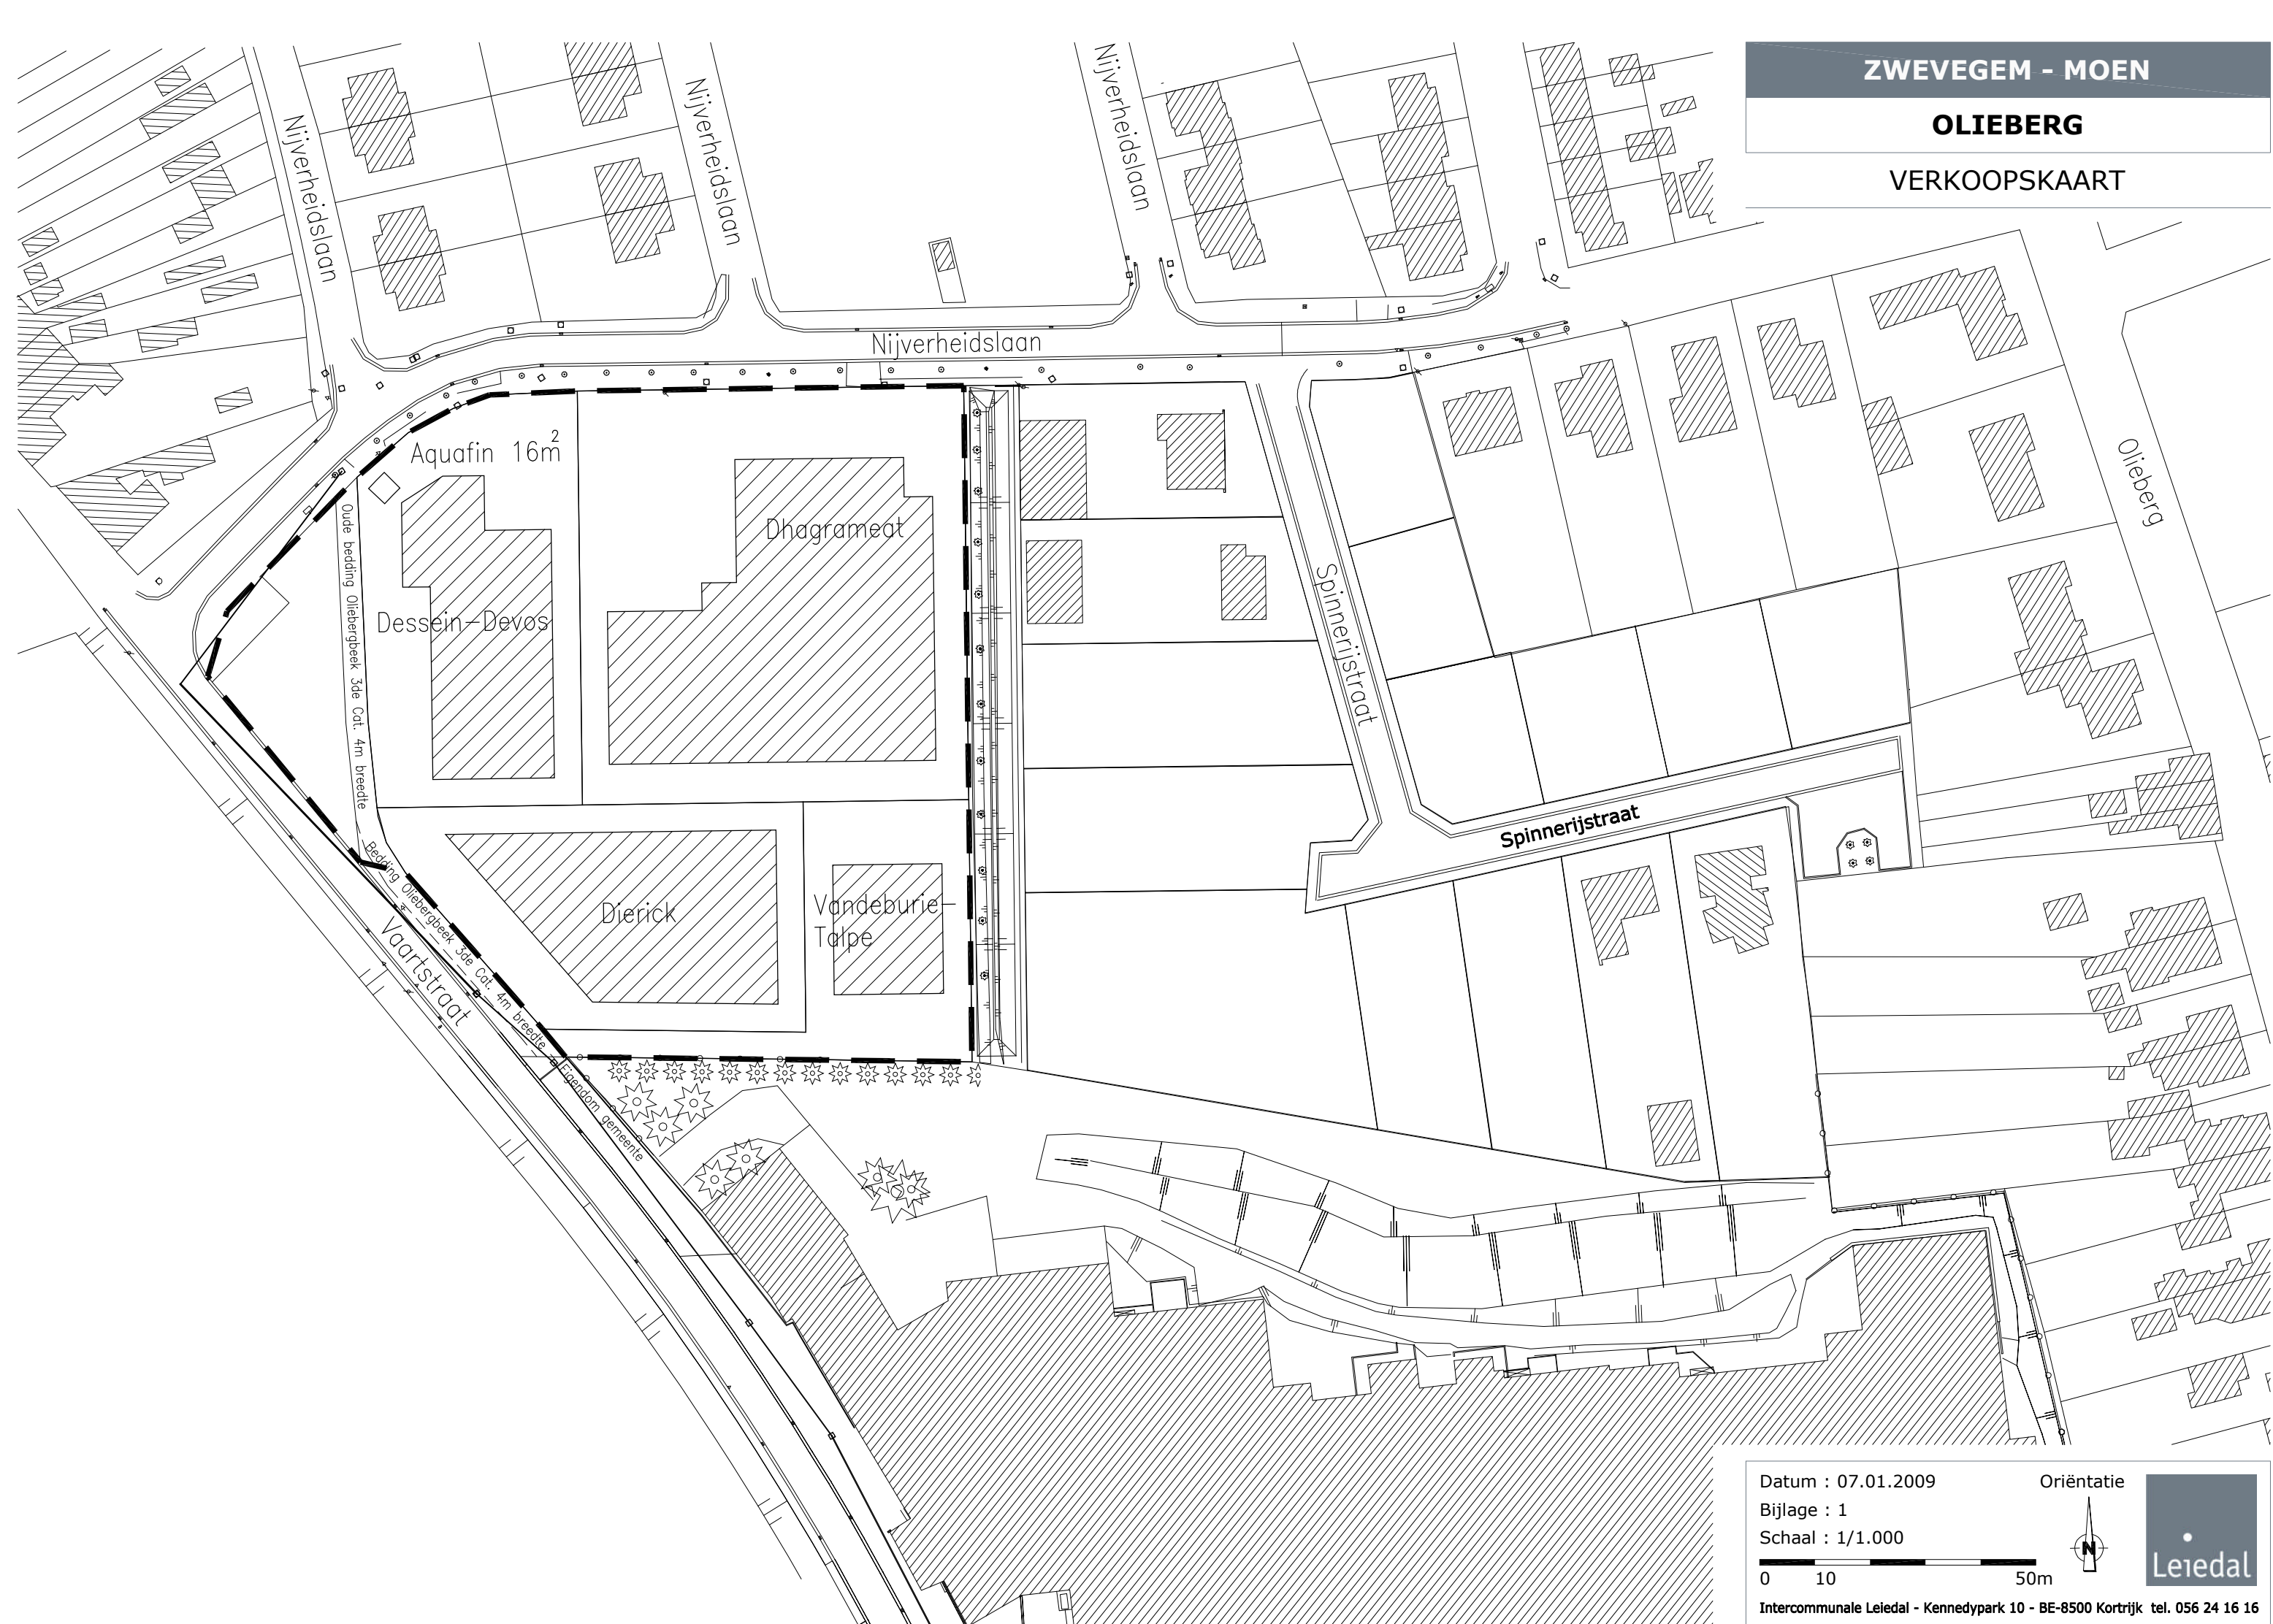 ZWEVEGEM - MOEN
OLIEBERG
VERKOOPSKAART
Nijverheidslaan
Nijverheidslaan
Nijverheidslaan
Nijverheidslaan
Olieberg
Aquafin 16m2
Dhagrameat
Dessein-Devos
Oude bedding Oliebergbeek 3de Cat. 4m breedte
Spinnerijstraat
Spinnerijstraat
Dierick
Vandeburie-
Talpe
Bedding Oliebergbeek 3de Cat. 4m breedte
Vaartstraat
Eigendom gemeente
Datum : 07.01.2009
Oriëntatie
Bijlage : 1
Schaal : 1/1.000
N
0 10 50m
Leiedal
Intercommunale Leiedal - Kennedypark 10 - BE-8500 Kortrijk tel. 056 24 16 16